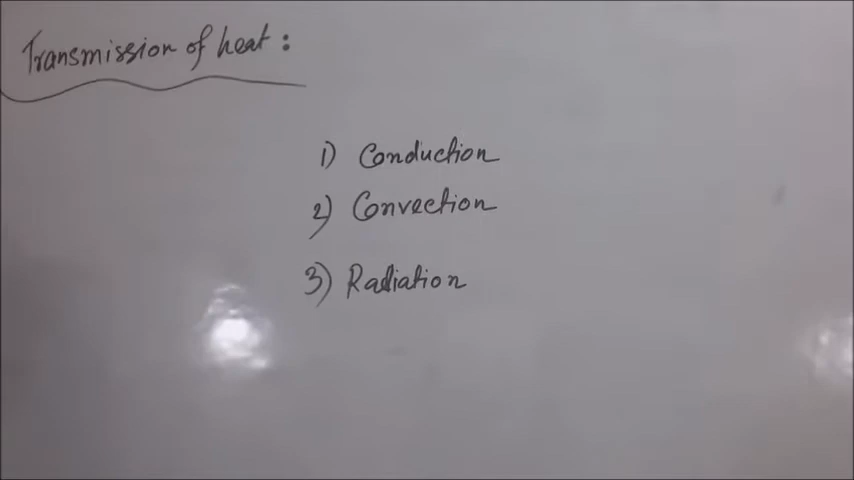 Transmission of heat:
1) Conduction
2) Convection
3) Radiation